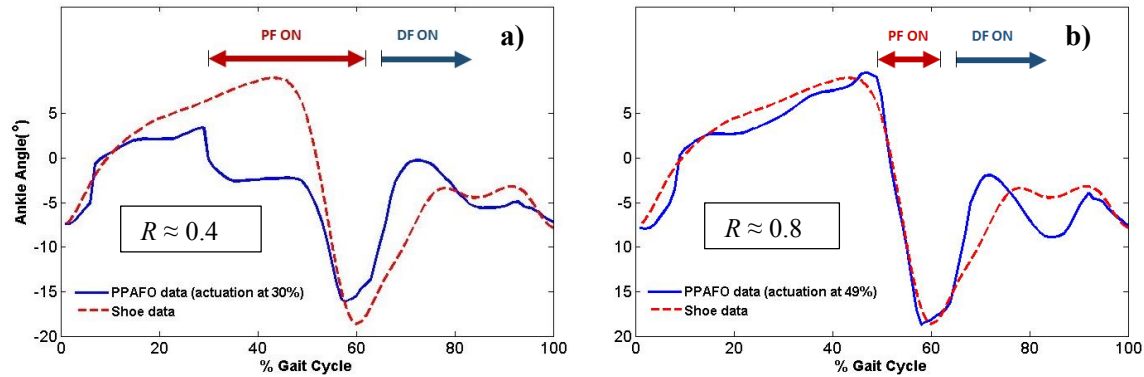 a)
PF ON
DF ON
Ankle Angle(°)
5
0
-5
-10
-15
-20
R ≈ 0.4
PPAFO data (actuation at 30%)
Shoe data
0 20 40 60 80 100
% Gait Cycle
b)
PF ON
DF ON
5
0
-5
-10
-15
20
R ≈ 0.8
PPAFO data (actuation at 49%)
Shoe data
0 20 40 60 80 100
% Gait Cycle